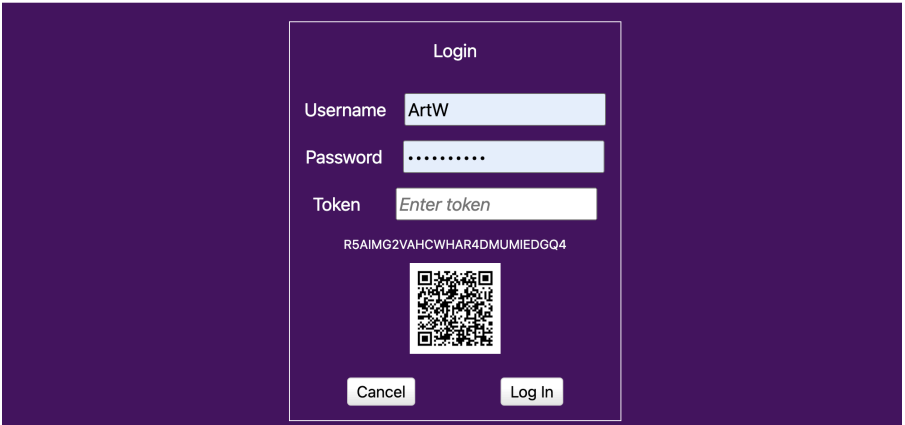 Login
Username ArtW
Password ••••••••••
Token Enter token
R5AIMG2VAHCWHAR4DMUMIEDGQ4
Cancel Log In